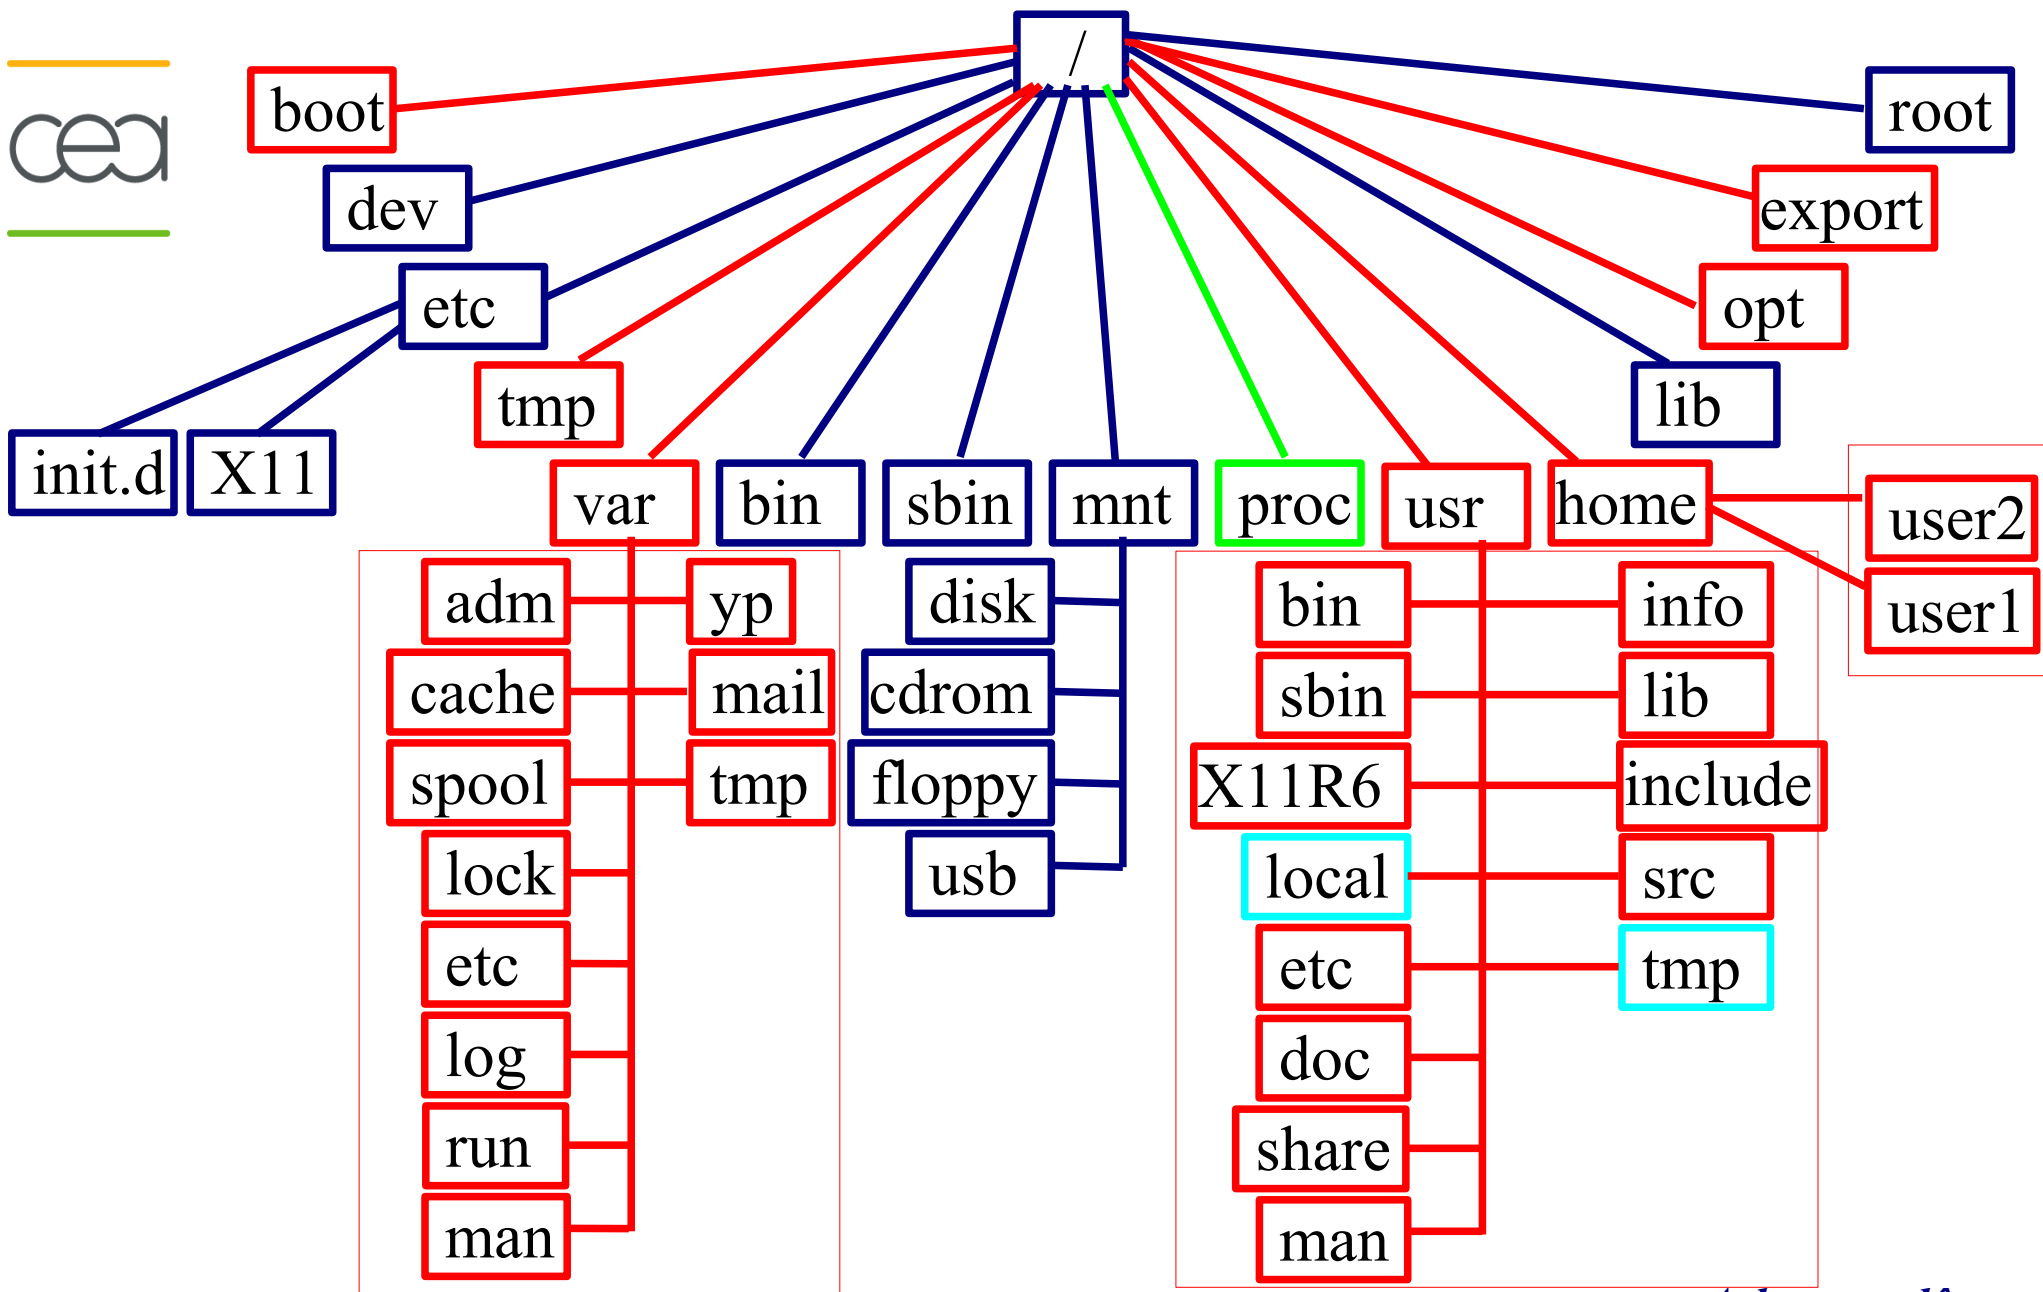 /
boot
root
cea
dev
export
etc
opt
tmp
lib
init.d
X11
var
bin
sbin
mnt
proc
usr
home
user2
user1
adm
yp
disk
bin
info
cache
mail
cdrom
sbin
lib
spool
tmp
floppy
X11R6
include
lock
usb
local
src
etc
etc
tmp
log
doc
run
share
man
man